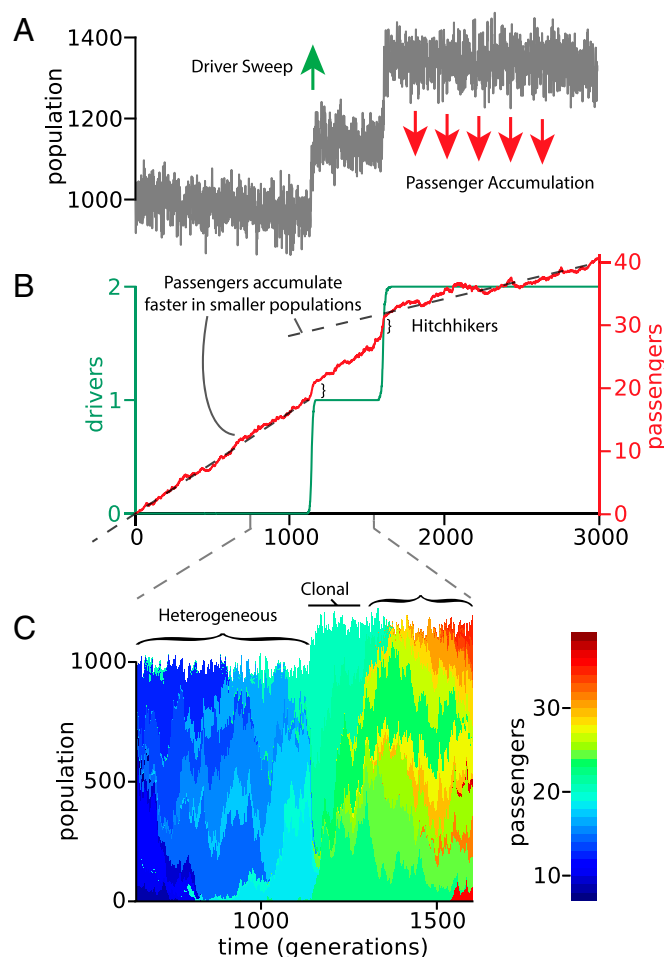 A
population
1400
1200
1000
Driver Sweep
Passenger Accumulation
B
drivers
2
1
0
Passengers accumulate
faster in smaller populations
}
}
Hitchhikers
40
30
20
10
0
passengers
0
1000
2000
3000
C
Heterogeneous
Clonal
population
1000
500
0
1000
1500
time (generations)
passengers
30
20
10